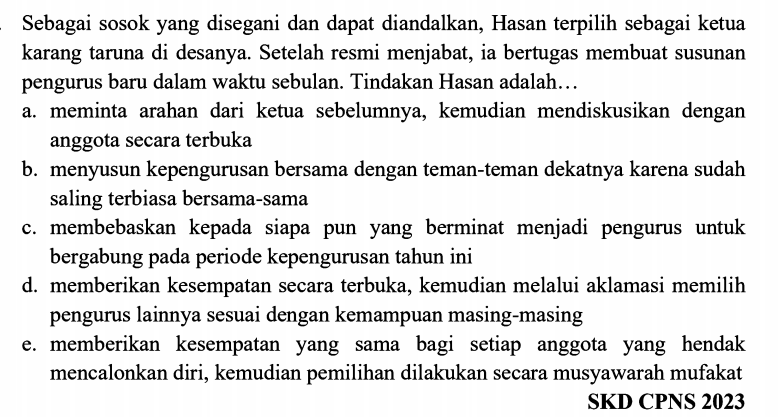 Sebagai sosok yang disegani dan dapat diandalkan, Hasan terpilih sebagai ketua
karang taruna di desanya. Setelah resmi menjabat, ia bertugas membuat susunan
pengurus baru dalam waktu sebulan. Tindakan Hasan adalah…
a. meminta arahan dari ketua sebelumnya, kemudian mendiskusikan dengan
anggota secara terbuka
b. menyusun kepengurusan bersama dengan teman-teman dekatnya karena sudah
saling terbiasa bersama-sama
c. membebaskan kepada siapa pun yang berminat menjadi pengurus untuk
bergabung pada periode kepengurusan tahun ini
d. memberikan kesempatan secara terbuka, kemudian melalui aklamasi memilih
pengurus lainnya sesuai dengan kemampuan masing-masing
e. memberikan kesempatan yang sama bagi setiap anggota yang hendak
mencalonkan diri, kemudian pemilihan dilakukan secara musyawarah mufakat
SKD CPNS 2023